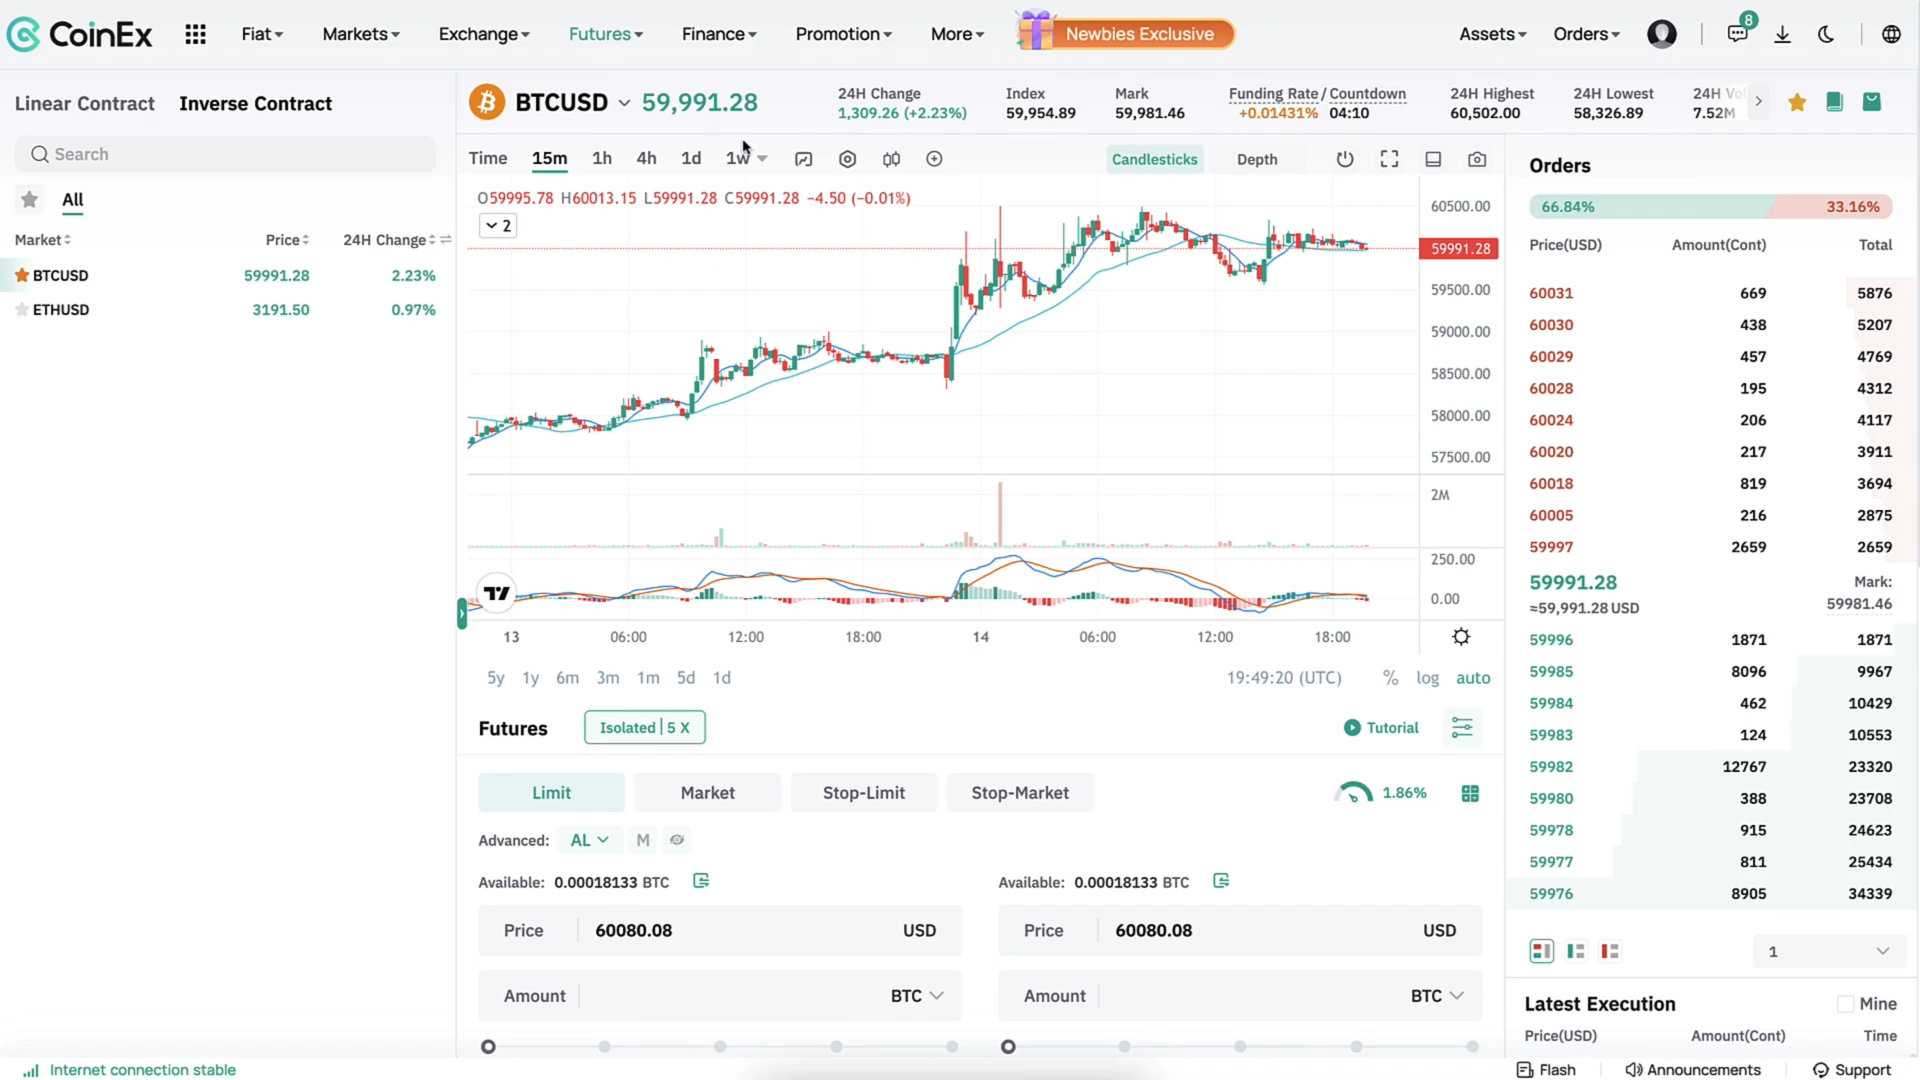 CoinEx Fiat Markets Exchange Futures Finance Promotion More Newbies Exclusive Assets Orders 8
Linear Contract Inverse Contract
Search
All
Market Price 24H Change
BTCUSD 59991.28 2.23%
ETHUSD 3191.50 0.97%
BTCUSD 59,991.28
24H Change
1,309.26 (+2.23%)
Index
59,954.89
Mark
59,981.46
Funding Rate / Countdown
+0.01431% 04:10
24H Highest
60,502.00
24H Lowest
58,326.89
24H
7.52M
Time 15m 1h 4h 1d 1w Candlesticks Depth
O59995.78 H60013.15 L59991.28 C59991.28 −4.50 (−0.01%)
2
60500.00
59991.28
59500.00
59000.00
58500.00
58000.00
57500.00
2M
250.00
0.00
13 06:00 12:00 18:00 14 06:00 12:00 18:00
5y 1y 6m 3m 1m 5d 1d 19:49:20 (UTC) % log auto
Futures Isolated | 5 X Tutorial
Limit Market Stop-Limit Stop-Market 1.86%
Advanced: AL M
Available: 0.00018133 BTC Available: 0.00018133 BTC
Price 60080.08 USD Price 60080.08 USD
Amount BTC Amount BTC
Orders
66.84% 33.16%
Price(USD) Amount(Cont) Total
60031 669 5876
60030 438 5207
60029 457 4769
60028 195 4312
60024 206 4117
60020 217 3911
60018 819 3694
60005 216 2875
59997 2659 2659
59991.28 Mark:
≈59,991.28 USD 59981.46
59996 1871 1871
59985 8096 9967
59984 462 10429
59983 124 10553
59982 12767 23320
59980 388 23708
59978 915 24623
59977 811 25434
59976 8905 34339
1
Latest Execution Mine
Price(USD) Amount(Cont) Time
Internet connection stable Flash Announcements Support